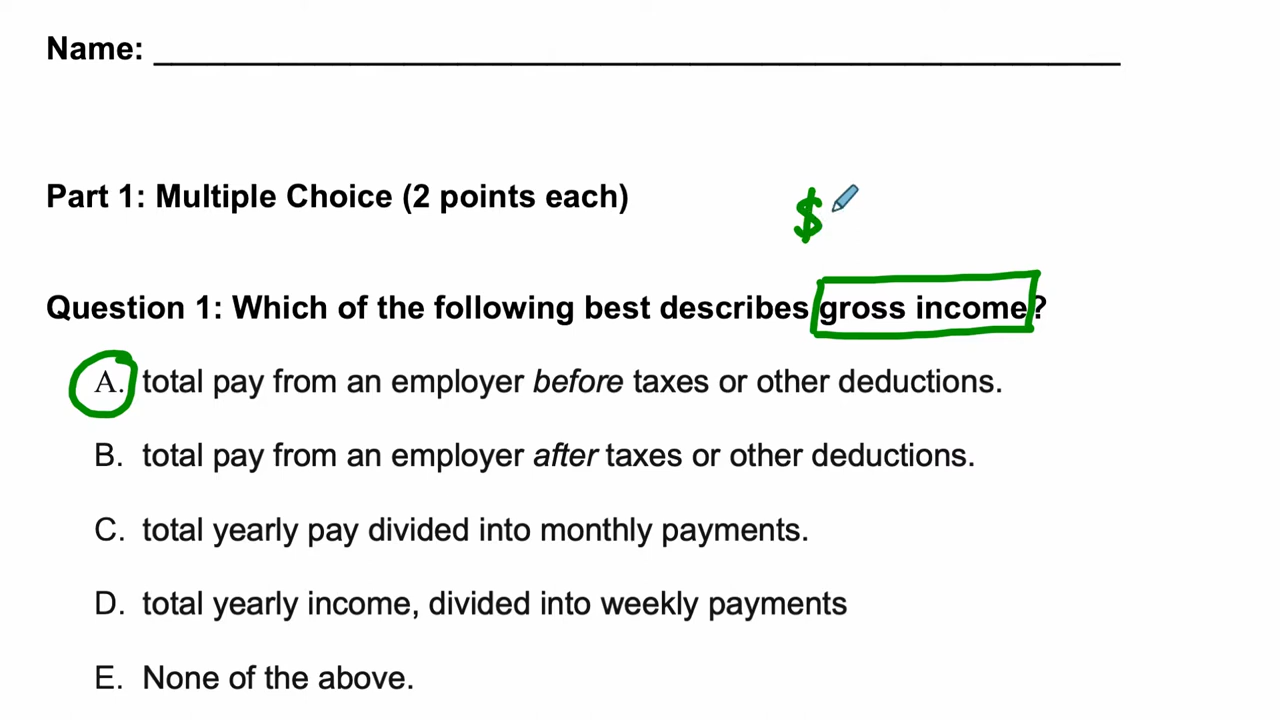 Name: ______________________________________________________
Part 1: Multiple Choice (2 points each)
$
Question 1: Which of the following best describes gross income?
A. total pay from an employer before taxes or other deductions.
B. total pay from an employer after taxes or other deductions.
C. total yearly pay divided into monthly payments.
D. total yearly income, divided into weekly payments
E. None of the above.